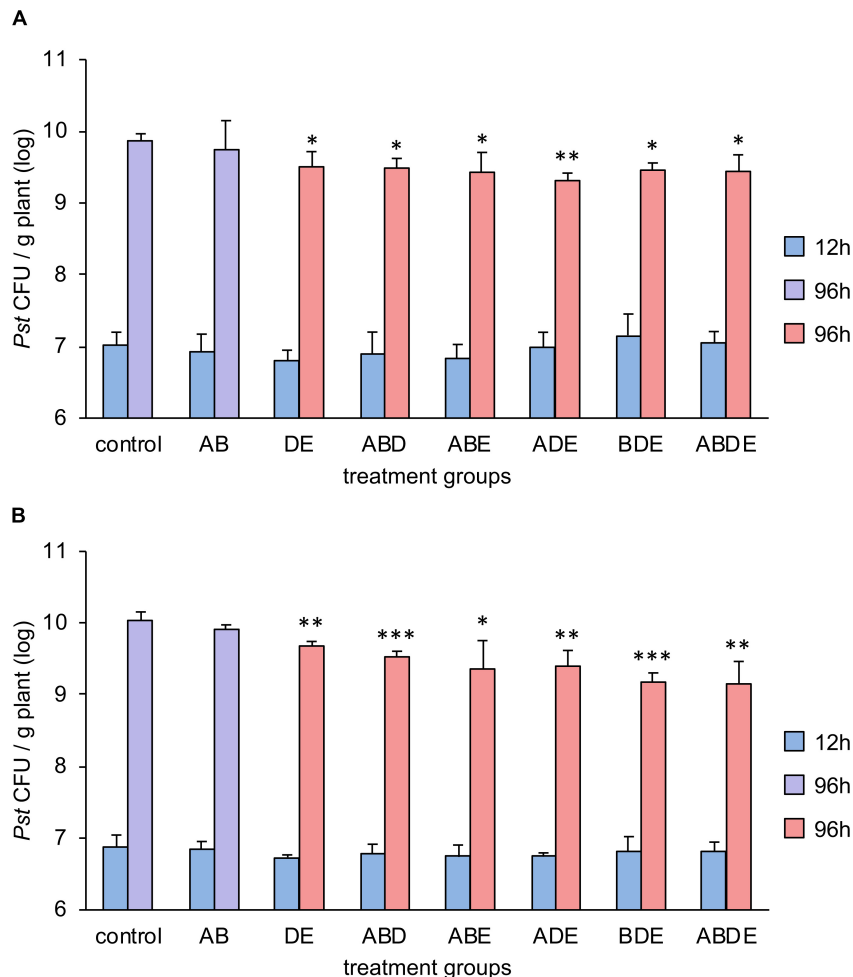 A
11
10
9
8
7
6
Pst CFU / g plant (log)
* * * ** * *
12h
96h
96h
control AB DE ABD ABE ADE BDE ABDE
treatment groups
B
11
10
9
8
7
6
Pst CFU / g plant (log)
** *** * ** *** **
12h
96h
96h
control AB DE ABD ABE ADE BDE ABDE
treatment groups